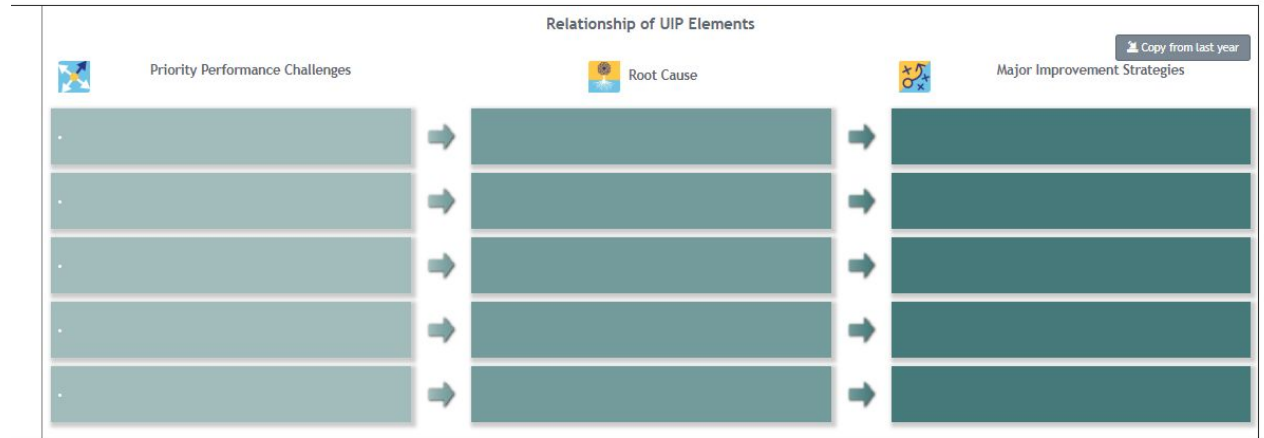 Relationship of UIP Elements
Copy from last year
Priority Performance Challenges
Root Cause
Major Improvement Strategies